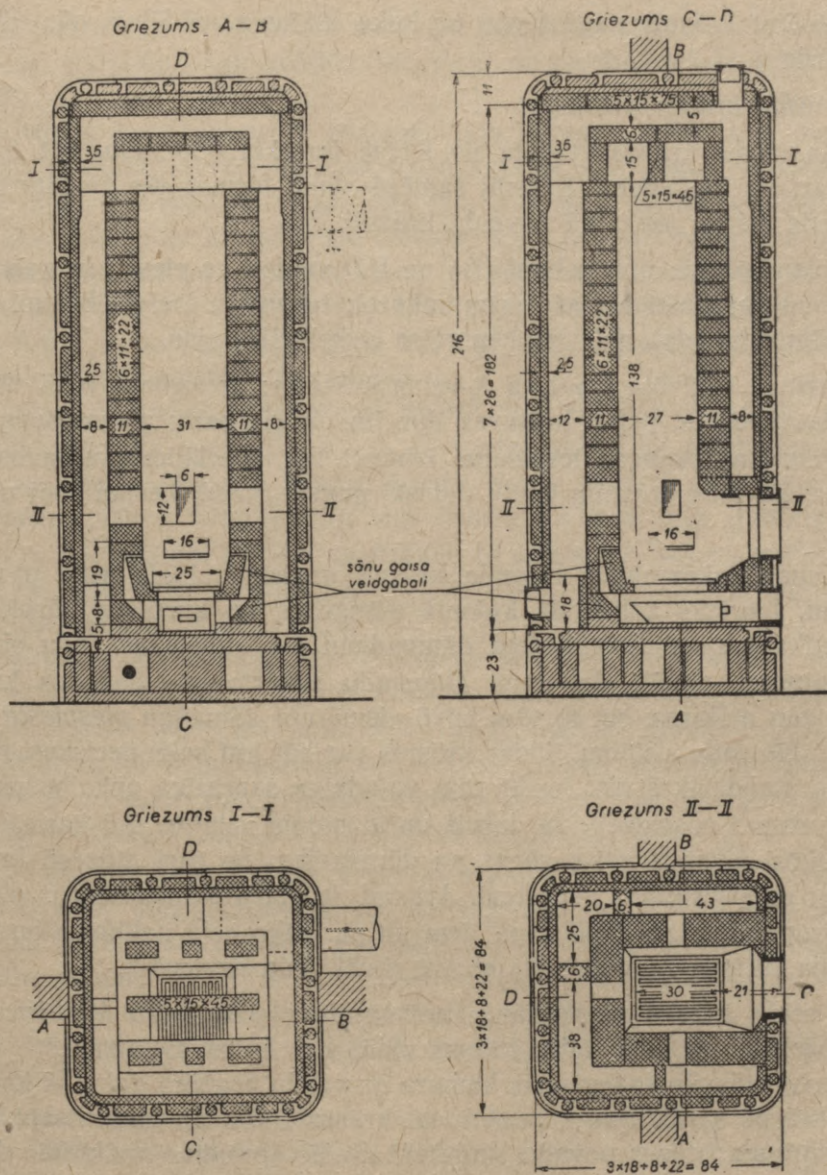 Griezums A—B
D
I
35
I
6×11×22
25
8
11
31
11
8
6
12
II
II
16
19
25
5
8
C
sānu gaisa
veidgabali
Griezums C—D
B
11
5×15×75
5
6
35
I
15
I
5×15×45
216
7×26=182
6×11×22
138
25
12
11
27
11
8
II
II
16
18
23
A
Griezums I—I
D
5×15×45
A
B
C
Griezums II—II
B
3×18+8+22= 84
20
6
43
25
6
D
30
21
38
A
3×18+8+22= 84